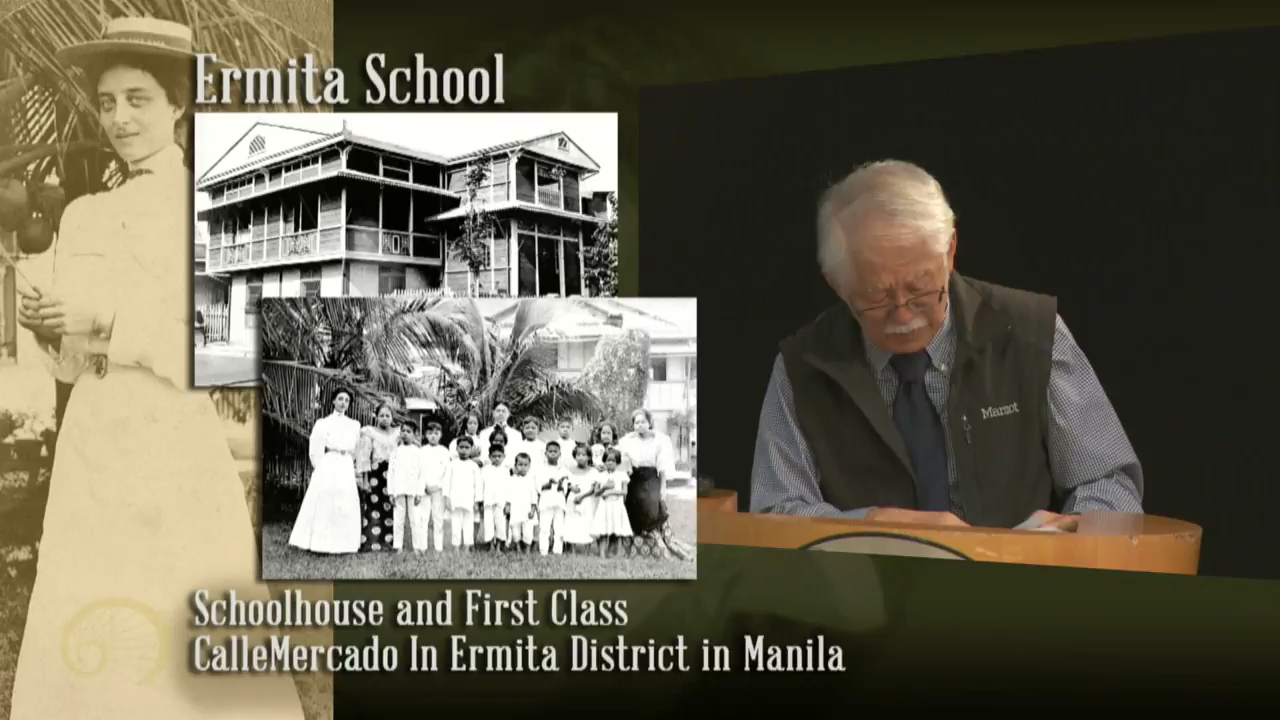 Ermita School
Marmot
Schoolhouse and First Class
CalleMercado In Ermita District in Manila